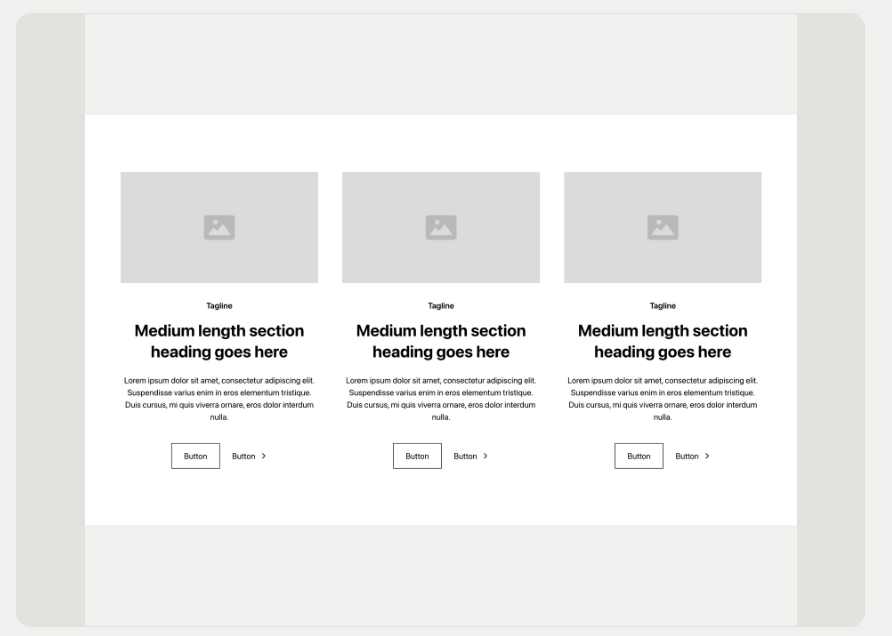 Tagline
Medium length section
heading goes here
Lorem ipsum dolor sit amet, consectetur adipiscing elit.
Suspendisse varius enim in eros elementum tristique.
Duis cursus, mi quis viverra ornare, eros dolor interdum
nulla.
Button
Button
Tagline
Medium length section
heading goes here
Lorem ipsum dolor sit amet, consectetur adipiscing elit.
Suspendisse varius enim in eros elementum tristique.
Duis cursus, mi quis viverra ornare, eros dolor interdum
nulla.
Button
Button
Tagline
Medium length section
heading goes here
Lorem ipsum dolor sit amet, consectetur adipiscing elit.
Suspendisse varius enim in eros elementum tristique.
Duis cursus, mi quis viverra ornare, eros dolor interdum
nulla.
Button
Button